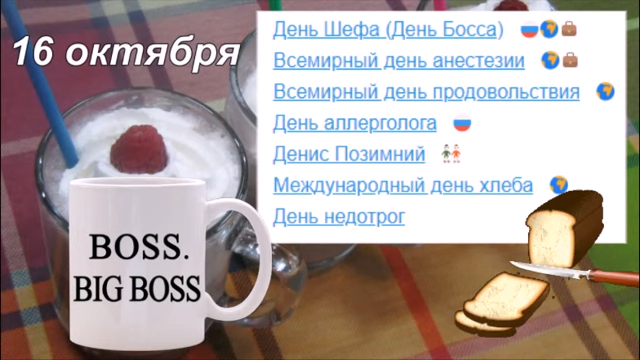 16 октября
День Шефа (День Босса)
Всемирный день анестезии
Всемирный день продовольствия
День аллерголога
Денис Позимний
Международный день хлеба
День недотрог
BOSS.
BIG BOSS